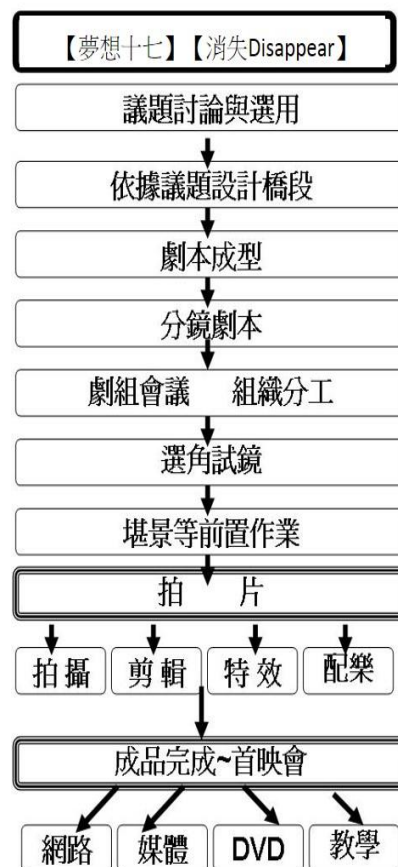 【夢想十七】【消失Disappear】
議題討論與選用
依據議題設計橋段
劇本成型
分鏡劇本
劇組會議 組織分工
選角試鏡
堪景等前置作業
拍 片
拍攝 剪輯 特效 配樂
成品完成~首映會
網路 媒體 DVD 教學